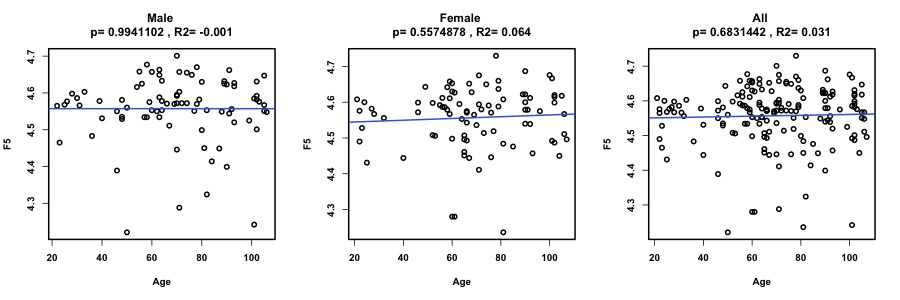 Male
p= 0.9941102 , R2= -0.001
4.7
4.6
4.5
4.4
4.3
F5
20 40 60 80 100
Age
Female
p= 0.5574878 , R2= 0.064
4.7
4.6
4.5
4.4
4.3
F5
20 40 60 80 100
Age
All
p= 0.6831442 , R2= 0.031
4.7
4.6
4.5
4.4
4.3
F5
20 40 60 80 100
Age